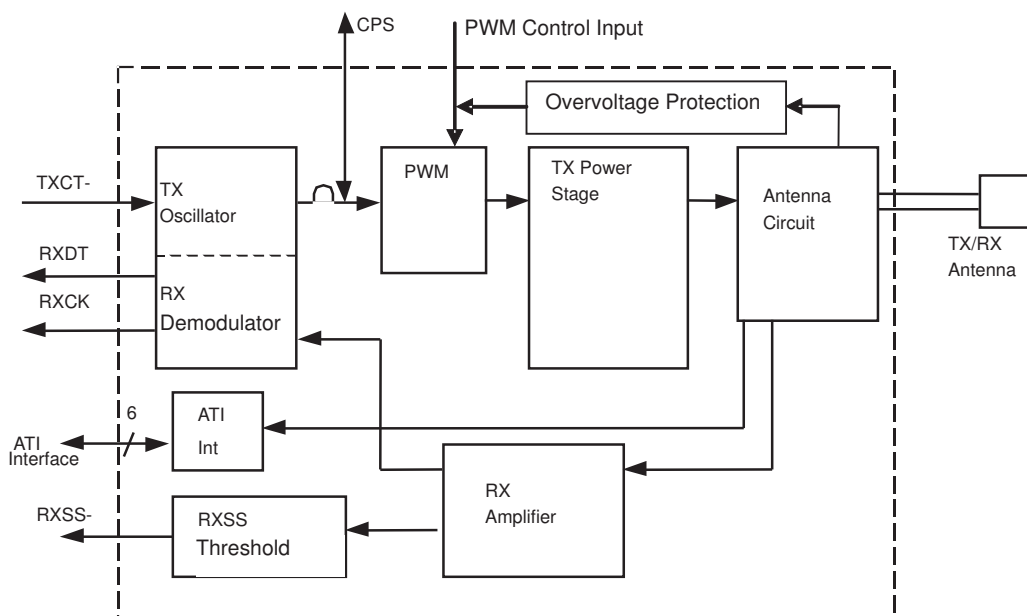 CPS
PWM Control Input
Overvoltage Protection
TXCT-
TX
Oscillator
PWM
TX Power
Stage
Antenna
Circuit
TX/RX
Antenna
RXDT
RXCK
RX
Demodulator
6
ATI
Interface
ATI
Int
RX
Amplifier
RXSS-
RXSS
Threshold